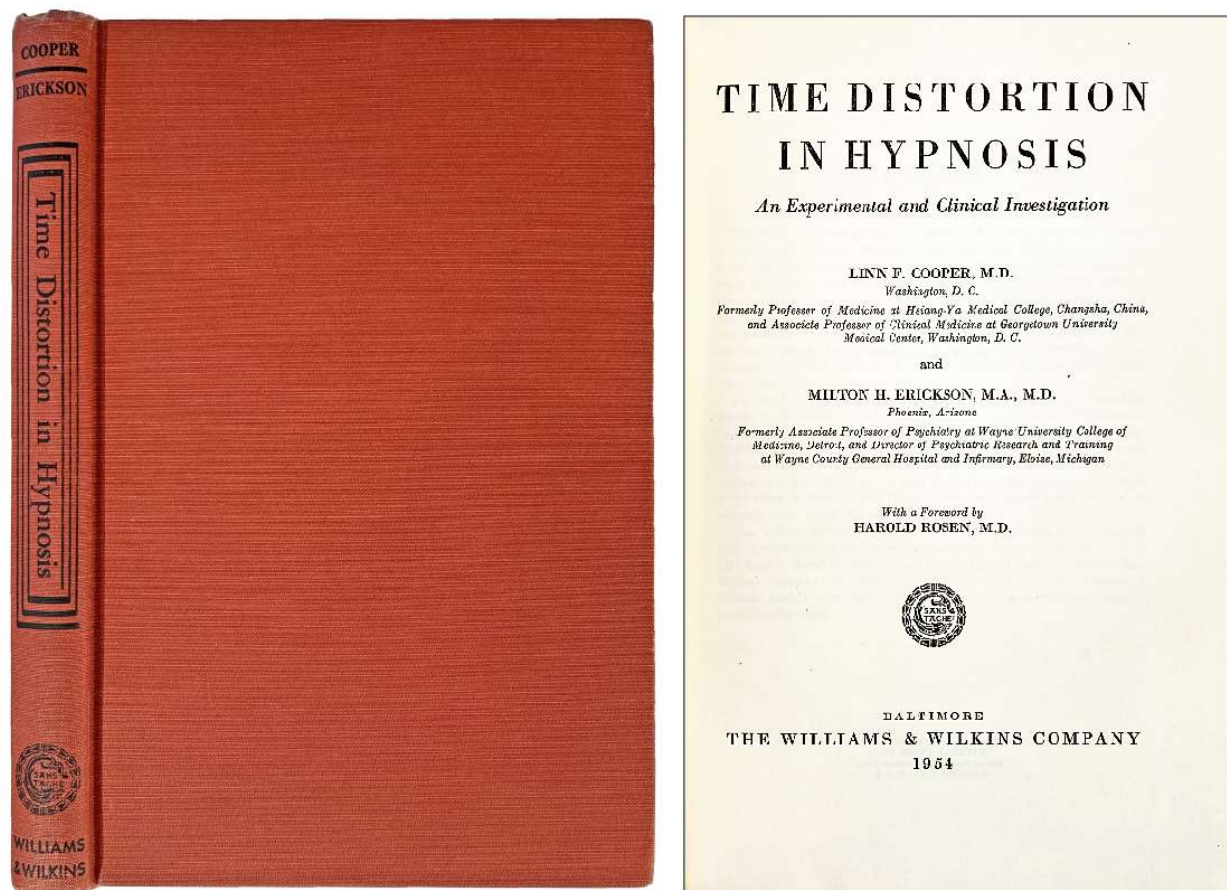 COOPER
ERICKSON
Time Distortion in Hypnosis
SANS
TACHE
WILLIAMS
& WILKINS
TIME DISTORTION
IN HYPNOSIS
An Experimental and Clinical Investigation
LINN F. COOPER, M.D.
Washington, D. C.
Formerly Professor of Medicine at Hsiang-Ya Medical College, Changsha, China,
and Associate Professor of Clinical Medicine at Georgetown University
Medical Center, Washington, D. C.
and
MILTON H. ERICKSON, M.A., M.D.
Phoenix, Arizona
Formerly Associate Professor of Psychiatry at Wayne University College of
Medicine, Detroit, and Director of Psychiatric Research and Training
at Wayne County General Hospital and Infirmary, Eloise, Michigan
With a Foreword by
HAROLD ROSEN, M.D.
SANS
TACHE
BALTIMORE
THE WILLIAMS & WILKINS COMPANY
1954